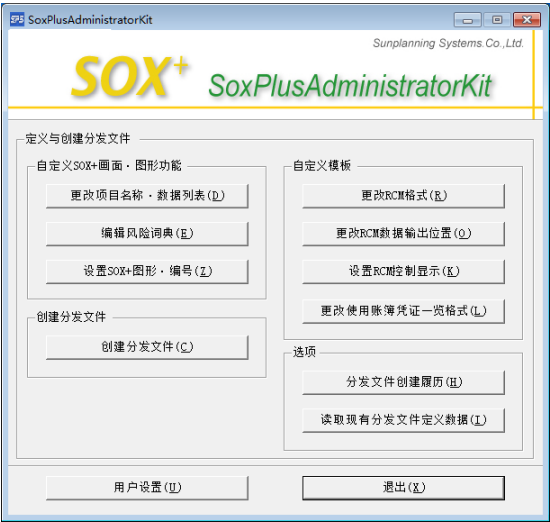 SPS SoxPlusAdministratorKit
Sunplanning Systems.Co.,Ltd.
SOX+ SoxPlusAdministratorKit
定义与创建分发文件
自定义SOX+画面・图形功能
更改项目名称・数据列表(D)
编辑风险词典(E)
设置SOX+图形・编号(Z)
创建分发文件
创建分发文件(C)
自定义模板
更改RCM格式(R)
更改RCM数据输出位置(O)
设置RCM控制显示(K)
更改使用账簿凭证一览格式(L)
选项
分发文件创建履历(H)
读取现有分发文件定义数据(I)
用户设置(U)
退出(X)